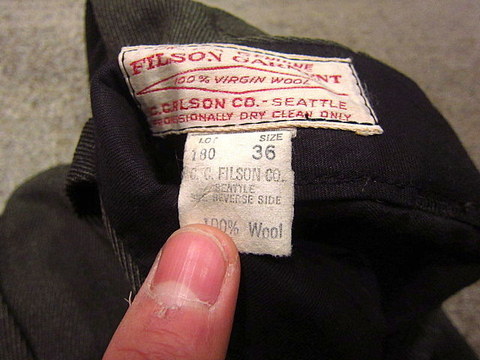 FILSON GARMENT
100% VIRGIN WOOL
C.C. FILSON CO. - SEATTLE
PROFESSIONALLY DRY CLEAN ONLY
LOT SIZE
180 36
C. C. FILSON CO.
SEATTLE
SEE REVERSE SIDE
100% Wool